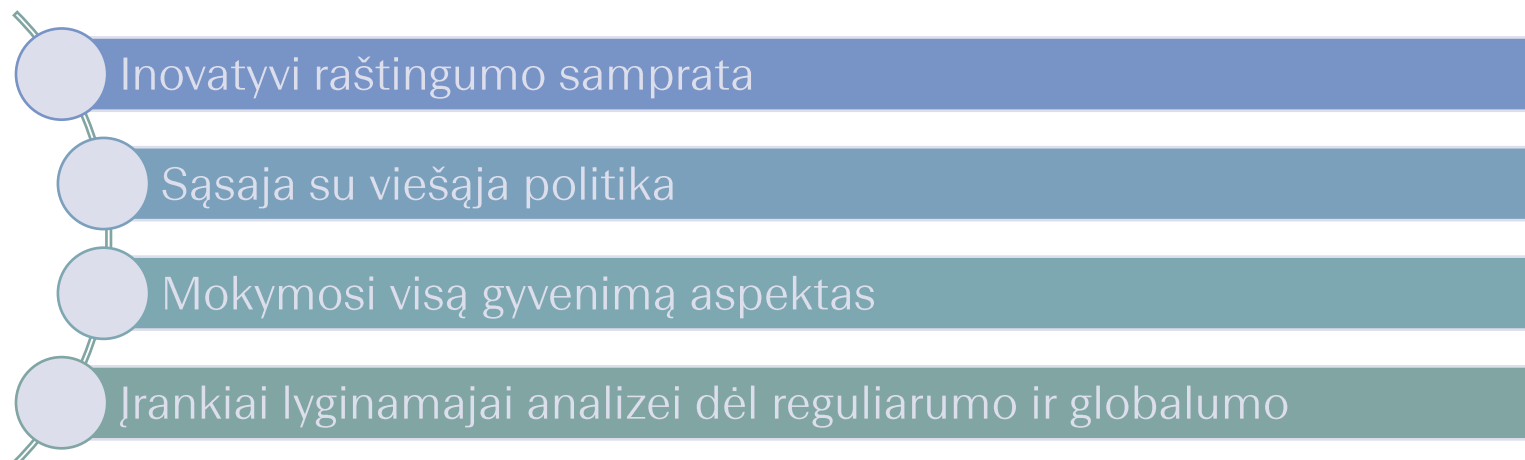 Inovatyvi raštingumo samprata
Sąsaja su viešąja politika
Mokymosi visą gyvenimą aspektas
Įrankiai lyginamajai analizei dėl reguliarumo ir globalumo